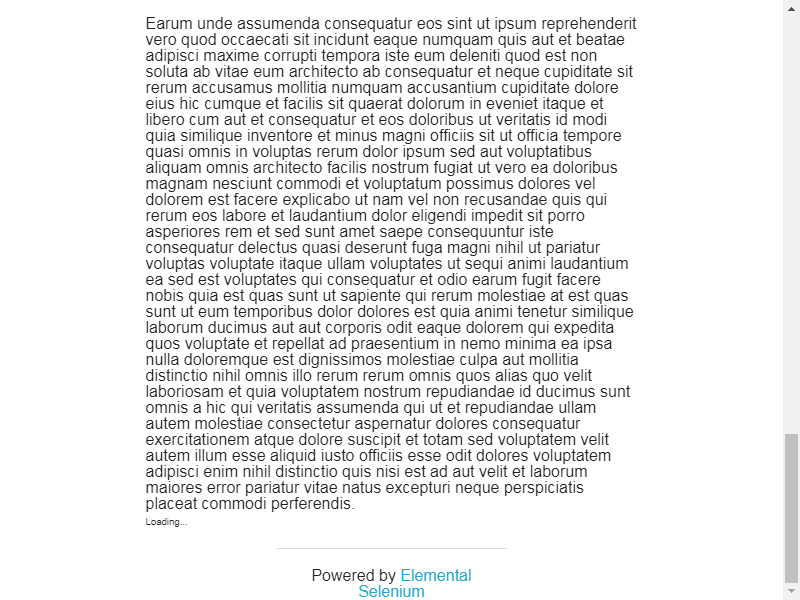 Earum unde assumenda consequatur eos sint ut ipsum reprehenderit
vero quod occaecati sit incidunt eaque numquam quis aut et beatae
adipisci maxime corrupti tempora iste eum deleniti quod est non
soluta ab vitae eum architecto ab consequatur et neque cupiditate sit
rerum accusamus mollitia numquam accusantium cupiditate dolore
eius hic cumque et facilis sit quaerat dolorum in eveniet itaque et
libero cum aut et consequatur et eos doloribus ut veritatis id modi
quia similique inventore et minus magni officiis sit ut officia tempore
quasi omnis in voluptas rerum dolor ipsum sed aut voluptatibus
aliquam omnis architecto facilis nostrum fugiat ut vero ea doloribus
magnam nesciunt commodi et voluptatum possimus dolores vel
dolorem est facere explicabo ut nam vel non recusandae quis qui
rerum eos labore et laudantium dolor eligendi impedit sit porro
asperiores rem et sed sunt amet saepe consequuntur iste
consequatur delectus quasi deserunt fuga magni nihil ut pariatur
voluptas voluptate itaque ullam voluptates ut sequi animi laudantium
ea sed est voluptates qui consequatur et odio earum fugit facere
nobis quia est quas sunt ut sapiente qui rerum molestiae at est quas
sunt ut eum temporibus dolor dolores est quia animi tenetur similique
laborum ducimus aut aut corporis odit eaque dolorem qui expedita
quos voluptate et repellat ad praesentium in nemo minima ea ipsa
nulla doloremque est dignissimos molestiae culpa aut mollitia
distinctio nihil omnis illo rerum rerum omnis quos alias quo velit
laboriosam et quia voluptatem nostrum repudiandae id ducimus sunt
omnis a hic qui veritatis assumenda qui ut et repudiandae ullam
autem molestiae consectetur aspernatur dolores consequatur
exercitationem atque dolore suscipit et totam sed voluptatem velit
autem illum esse aliquid iusto officiis esse odit dolores voluptatem
adipisci enim nihil distinctio quis nisi est ad aut velit et laborum
maiores error pariatur vitae natus excepturi neque perspiciatis
placeat commodi perferendis.
Loading...
Powered by Elemental
Selenium